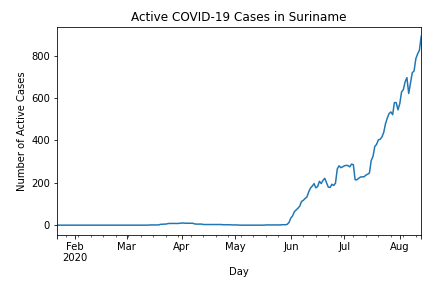 Active COVID-19 Cases in Suriname
Number of Active Cases
800
600
400
200
0
Feb
2020
Mar
Apr
May
Jun
Jul
Aug
Day